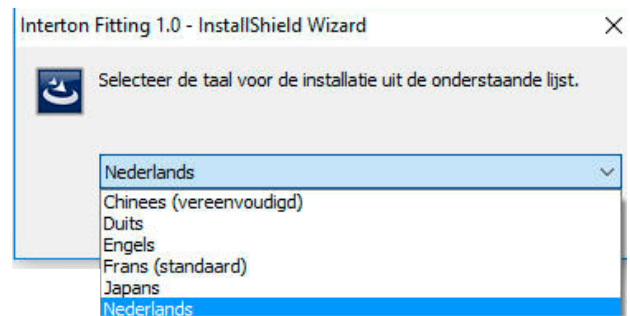 Interton Fitting 1.0 - InstallShield Wizard
Selecteer de taal voor de installatie uit de onderstaande lijst.
Nederlands
Chinees (vereenvoudigd)
Duits
Engels
Frans (standaard)
Japans
Nederlands